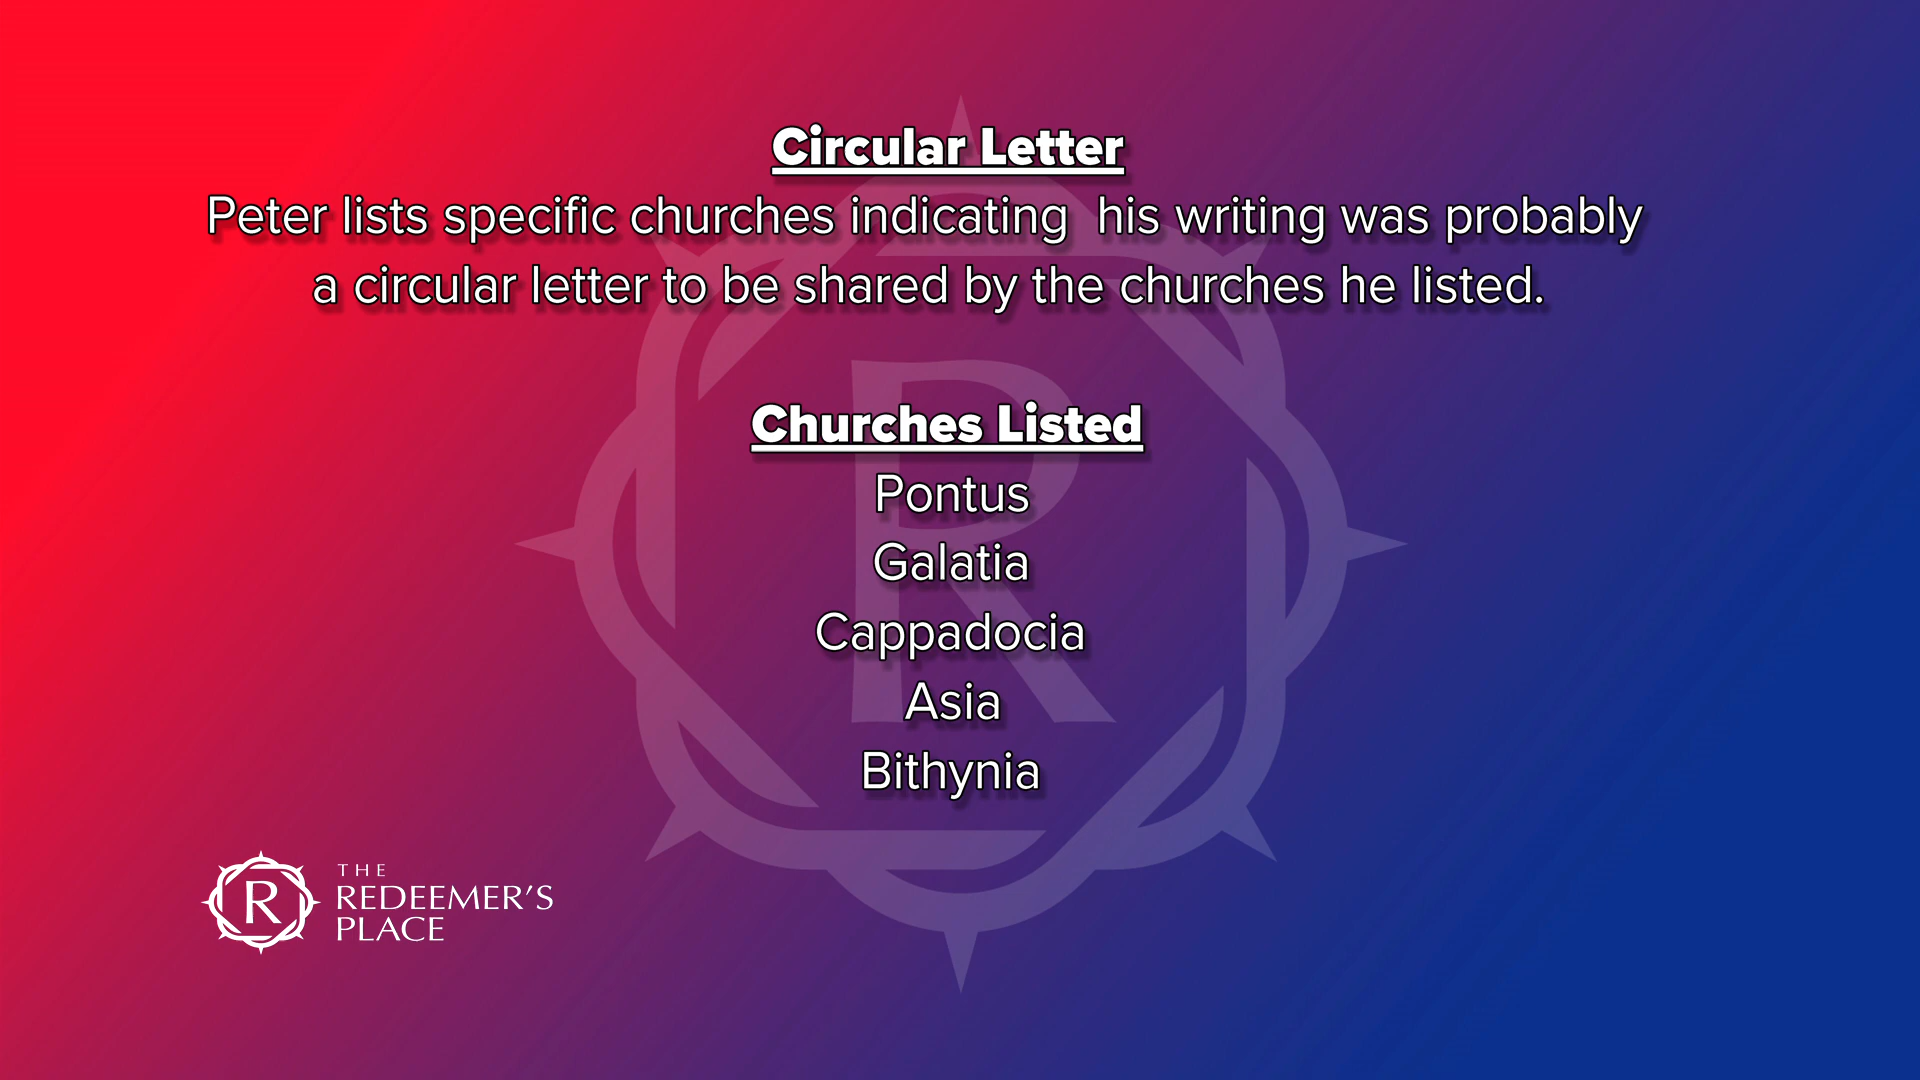 Circular Letter
Peter lists specific churches indicating  his writing was probably
a circular letter to be shared by the churches he listed.
Churches Listed
Pontus
Galatia
Cappadocia
Asia
Bithynia
R
THE
REDEEMER'S
PLACE